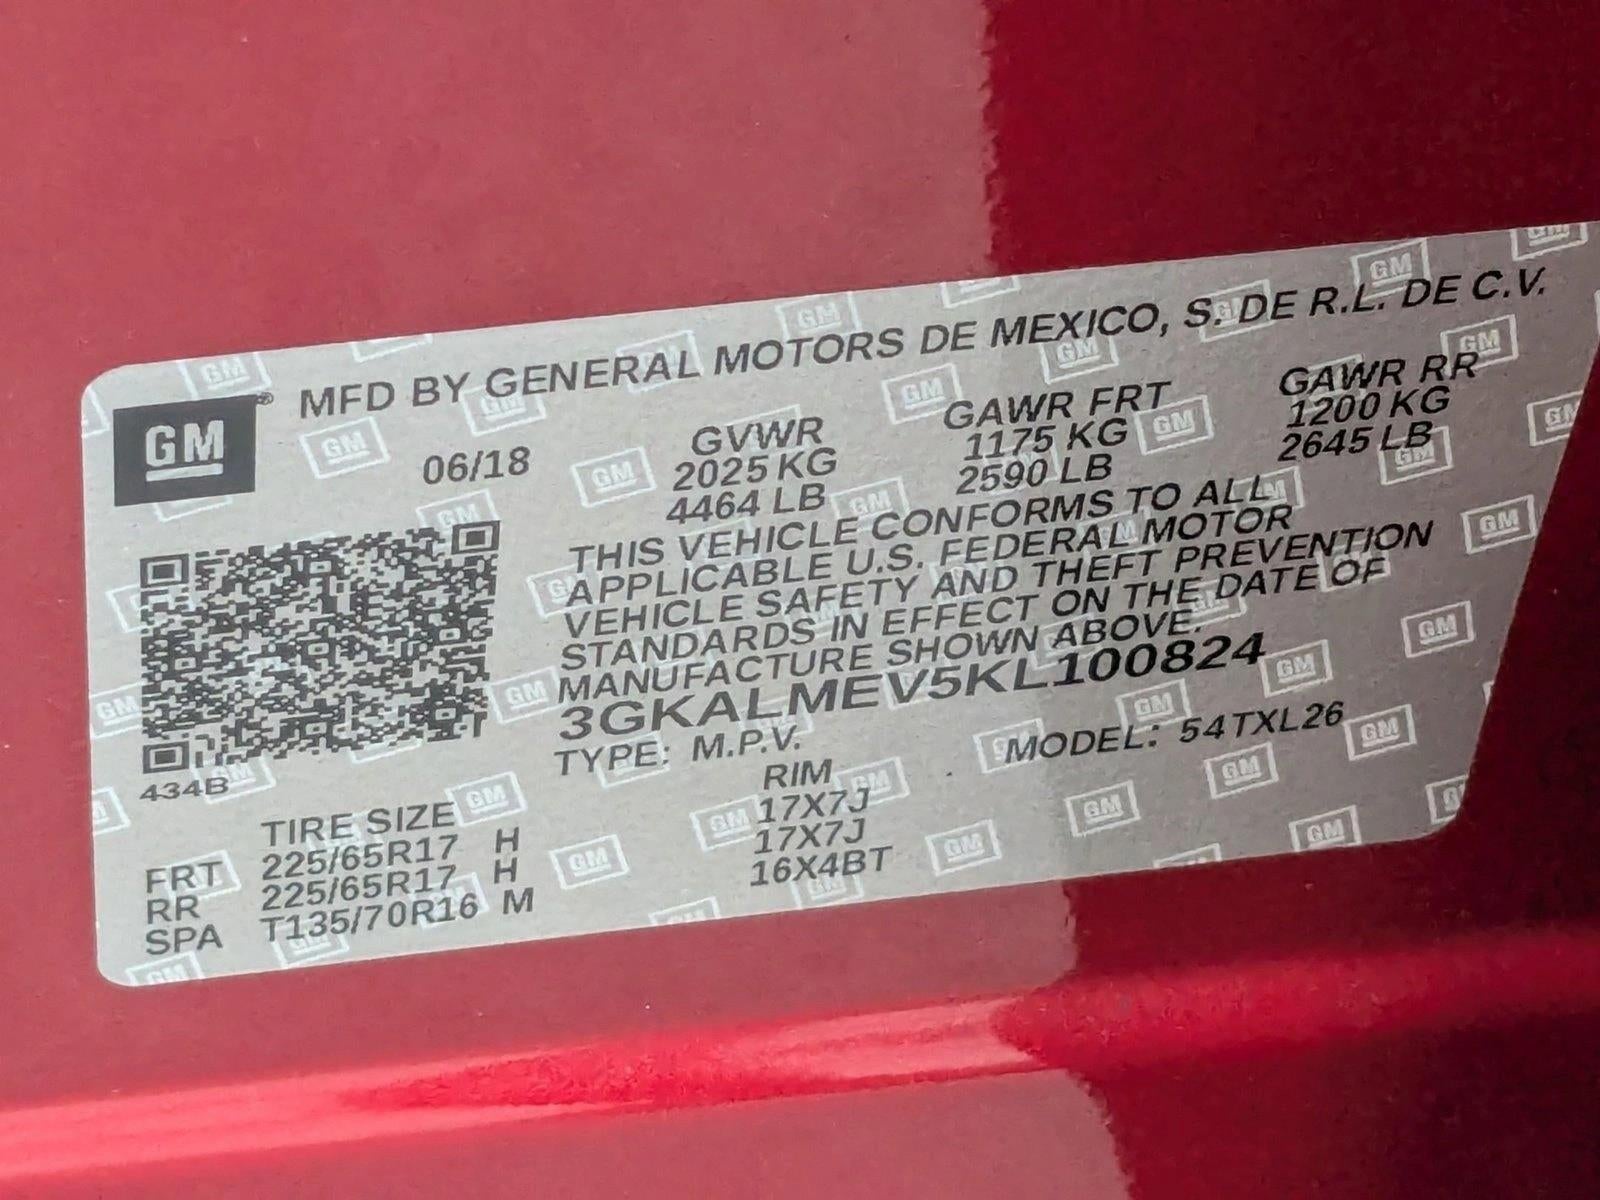 MFD BY GENERAL MOTORS DE MEXICO, S. DE R.L. DE C.V.
GM®
06/18
GVWR
2025 KG
4464 LB
GAWR FRT
1175 KG
2590 LB
GAWR RR
1200 KG
2645 LB
THIS VEHICLE CONFORMS TO ALL
APPLICABLE U.S. FEDERAL MOTOR
VEHICLE SAFETY AND THEFT PREVENTION
STANDARDS IN EFFECT ON THE DATE OF
MANUFACTURE SHOWN ABOVE.
3GKALMEV5KL100824
TYPE: M.P.V. MODEL: 54TXL26
434B
TIRE SIZE RIM
FRT 225/65R17 H 17X7J
RR 225/65R17 H 17X7J
SPA T135/70R16 M 16X4BT